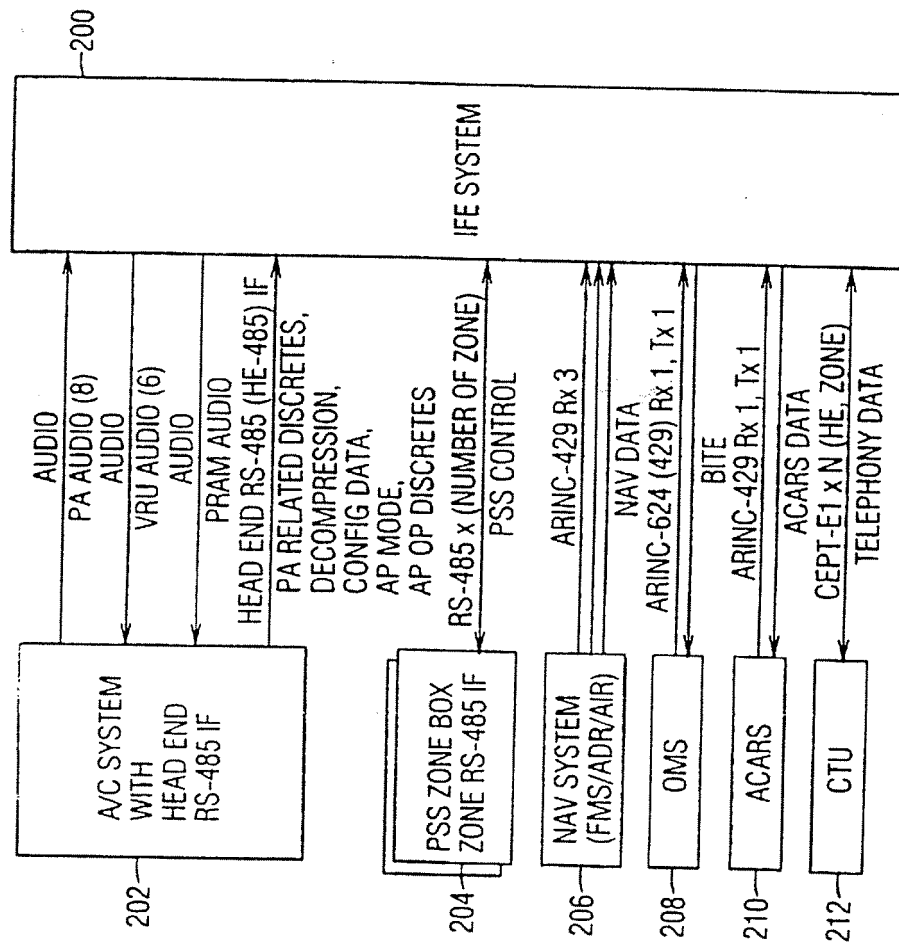 200
IFE SYSTEM
AUDIO
PA AUDIO (8)
AUDIO
VRU AUDIO (6)
AUDIO
PRAM AUDIO
HEAD END RS-485 (HE-485) IF
PA RELATED DISCRETES,
DECOMPRESSION,
CONFIG DATA,
AP MODE,
AP OP DISCRETES
RS-485 x (NUMBER OF ZONE)
PSS CONTROL
ARINC-429 Rx 3
NAV DATA
ARINC-624 (429) Rx 1, Tx 1
BITE
ARINC-429 Rx 1, Tx 1
ACARS DATA
CEPT-E1 x N (HE, ZONE)
TELEPHONY DATA
A/C SYSTEM
WITH
HEAD END
RS-485 IF
202
PSS ZONE BOX
ZONE RS-485 IF
204
NAV SYSTEM
(FMS/ADR/AIR)
206
OMS
208
ACARS
210
CTU
212